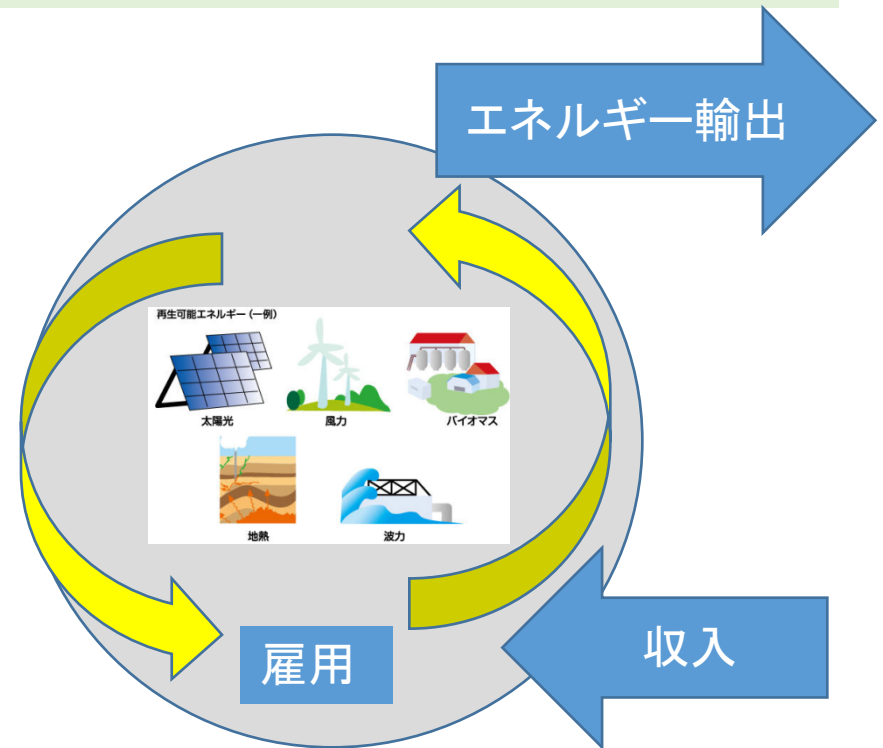 エネルギー輸出
再生可能エネルギー（一例）
太陽光
風力
バイオマス
地熱
波力
雇用
収入